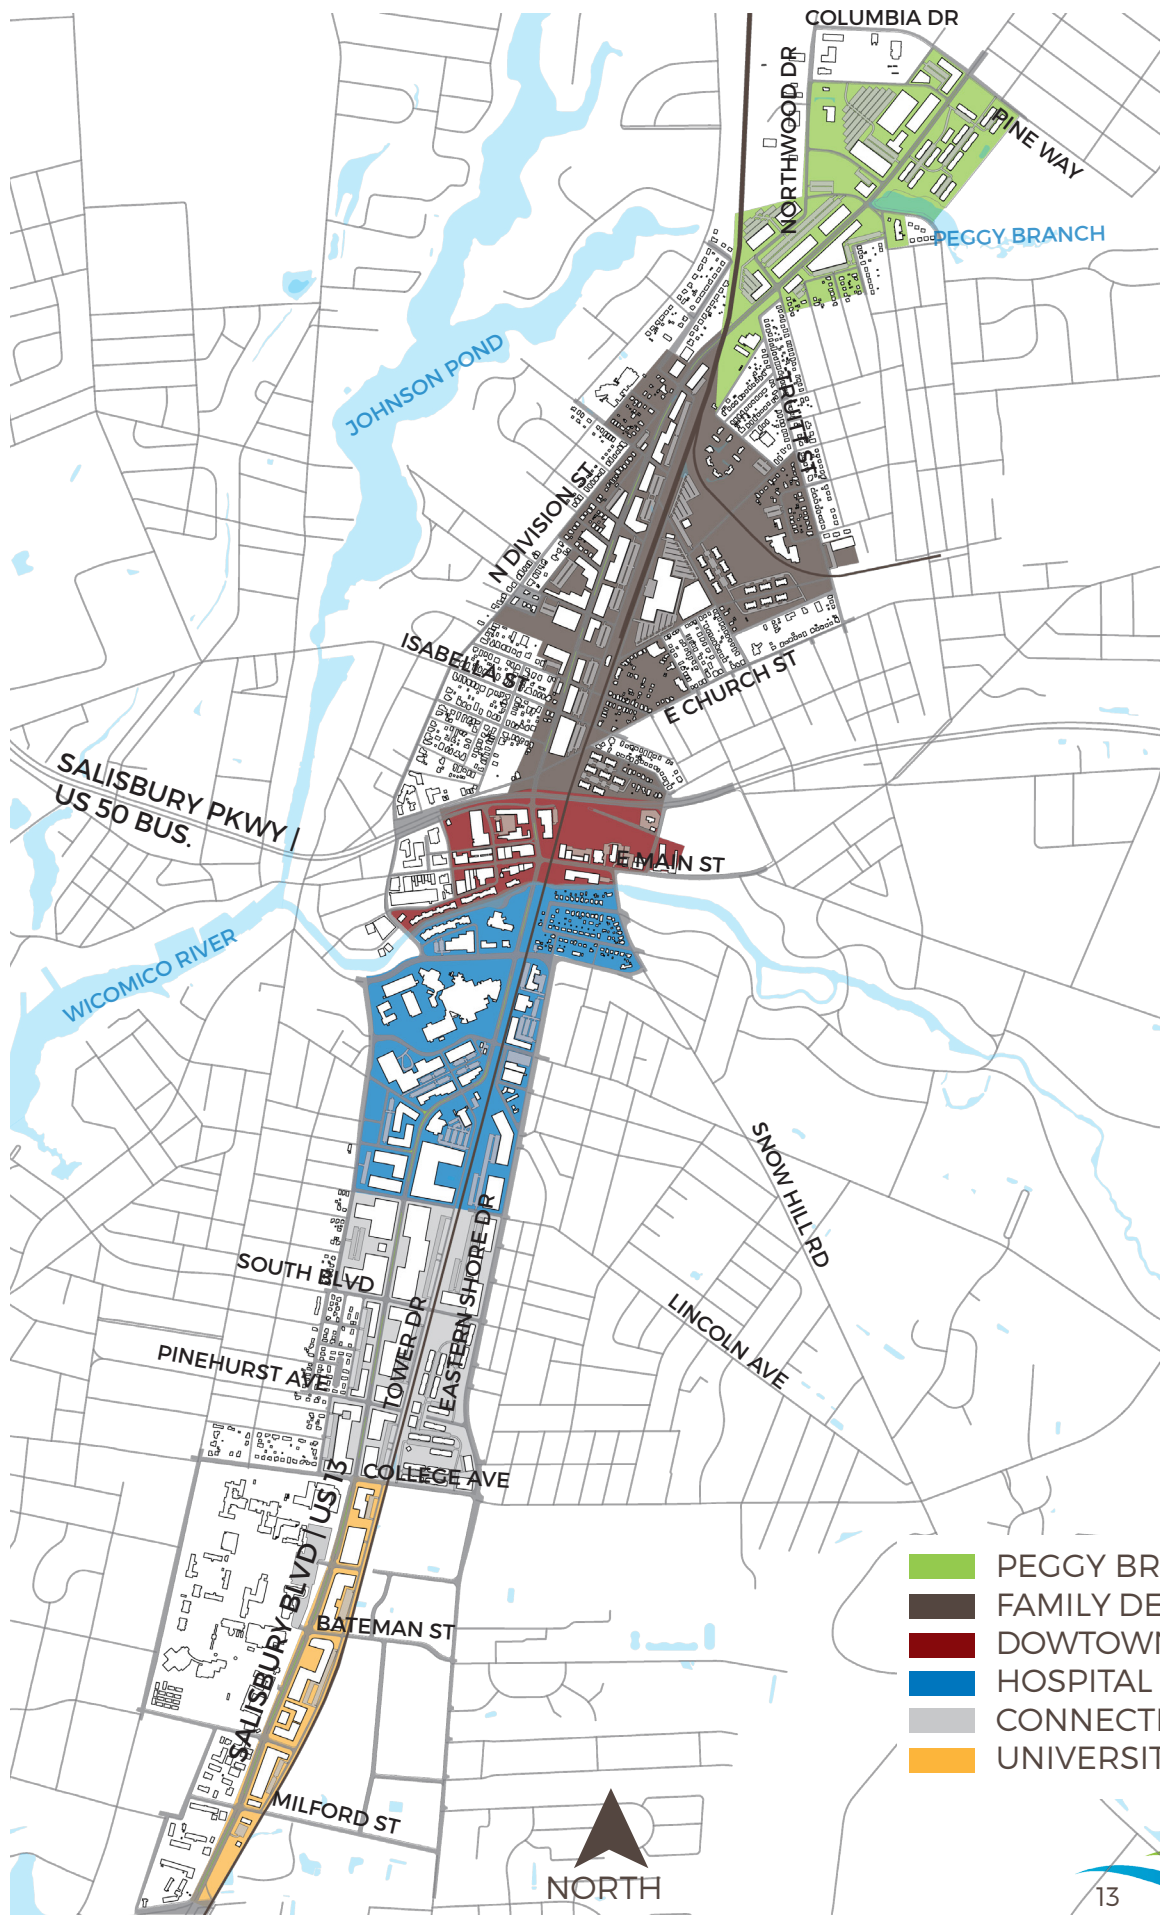 COLUMBIA DR
NORTHWOOD DR
PINE WAY
PEGGY BRANCH
JOHNSON POND
TRUITT ST
N DIVISION ST.
ISABELLA ST
E CHURCH ST
SALISBURY PKWY |
US 50 BUS.
E MAIN ST
WICOMICO RIVER
SNOW HILL RD
SOUTH BLVD
EASTERN SHORE DR
TOWER DR
LINCOLN AVE
PINEHURST AVE
COLLEGE AVE
SALISBURY BLVD | US 13
BATEMAN ST
MILFORD ST
PEGGY BR
FAMILY DE
DOWTOWN
HOSPITAL
CONNECTI
UNIVERSIT
NORTH
13